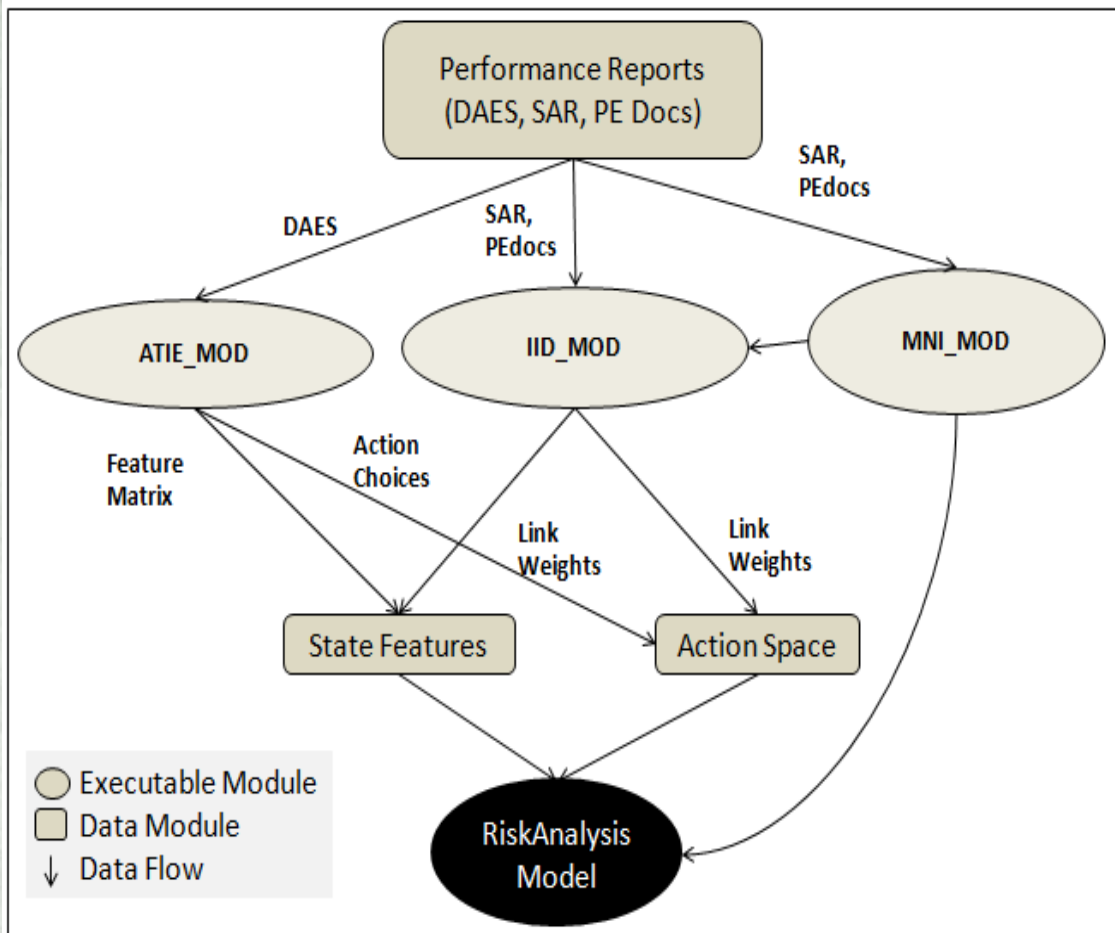 Performance Reports
(DAES, SAR, PE Docs)
SAR,
PEdocs
DAES
SAR,
PEdocs
ATIE_MOD
IID_MOD
MNI_MOD
Feature
Matrix
Action
Choices
Link
Weights
Link
Weights
State Features
Action Space
Executable Module
Data Module
Data Flow
RiskAnalysis
Model